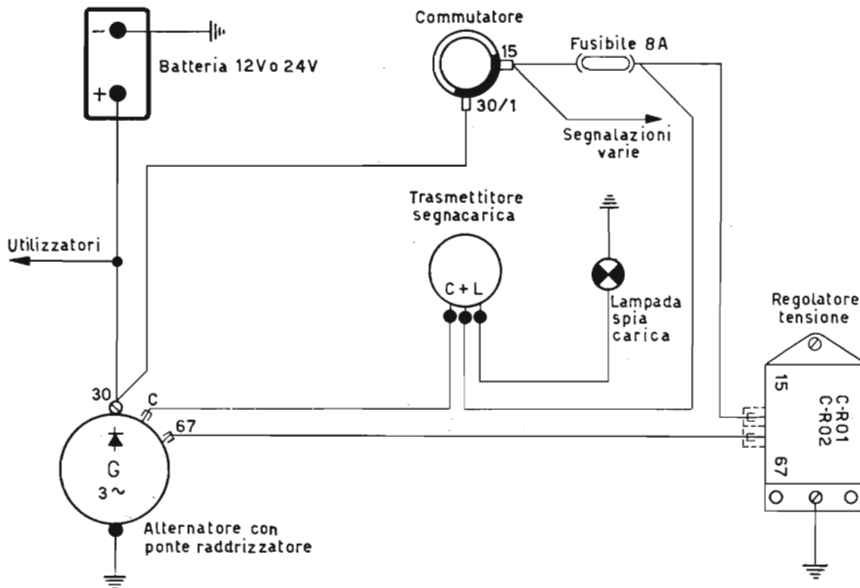 Commutatore
-
+
Batteria 12V o 24V
15
30/1
Fusibile 8A
Segnalazioni
varie
Trasmettitore
segnacarica
C + L
Utilizzatori
Lampada
spia
carica
Regolatore
tensione
15
67
C-R01
C-R02
30
C
67
G
3~
Alternatore con
ponte raddrizzatore